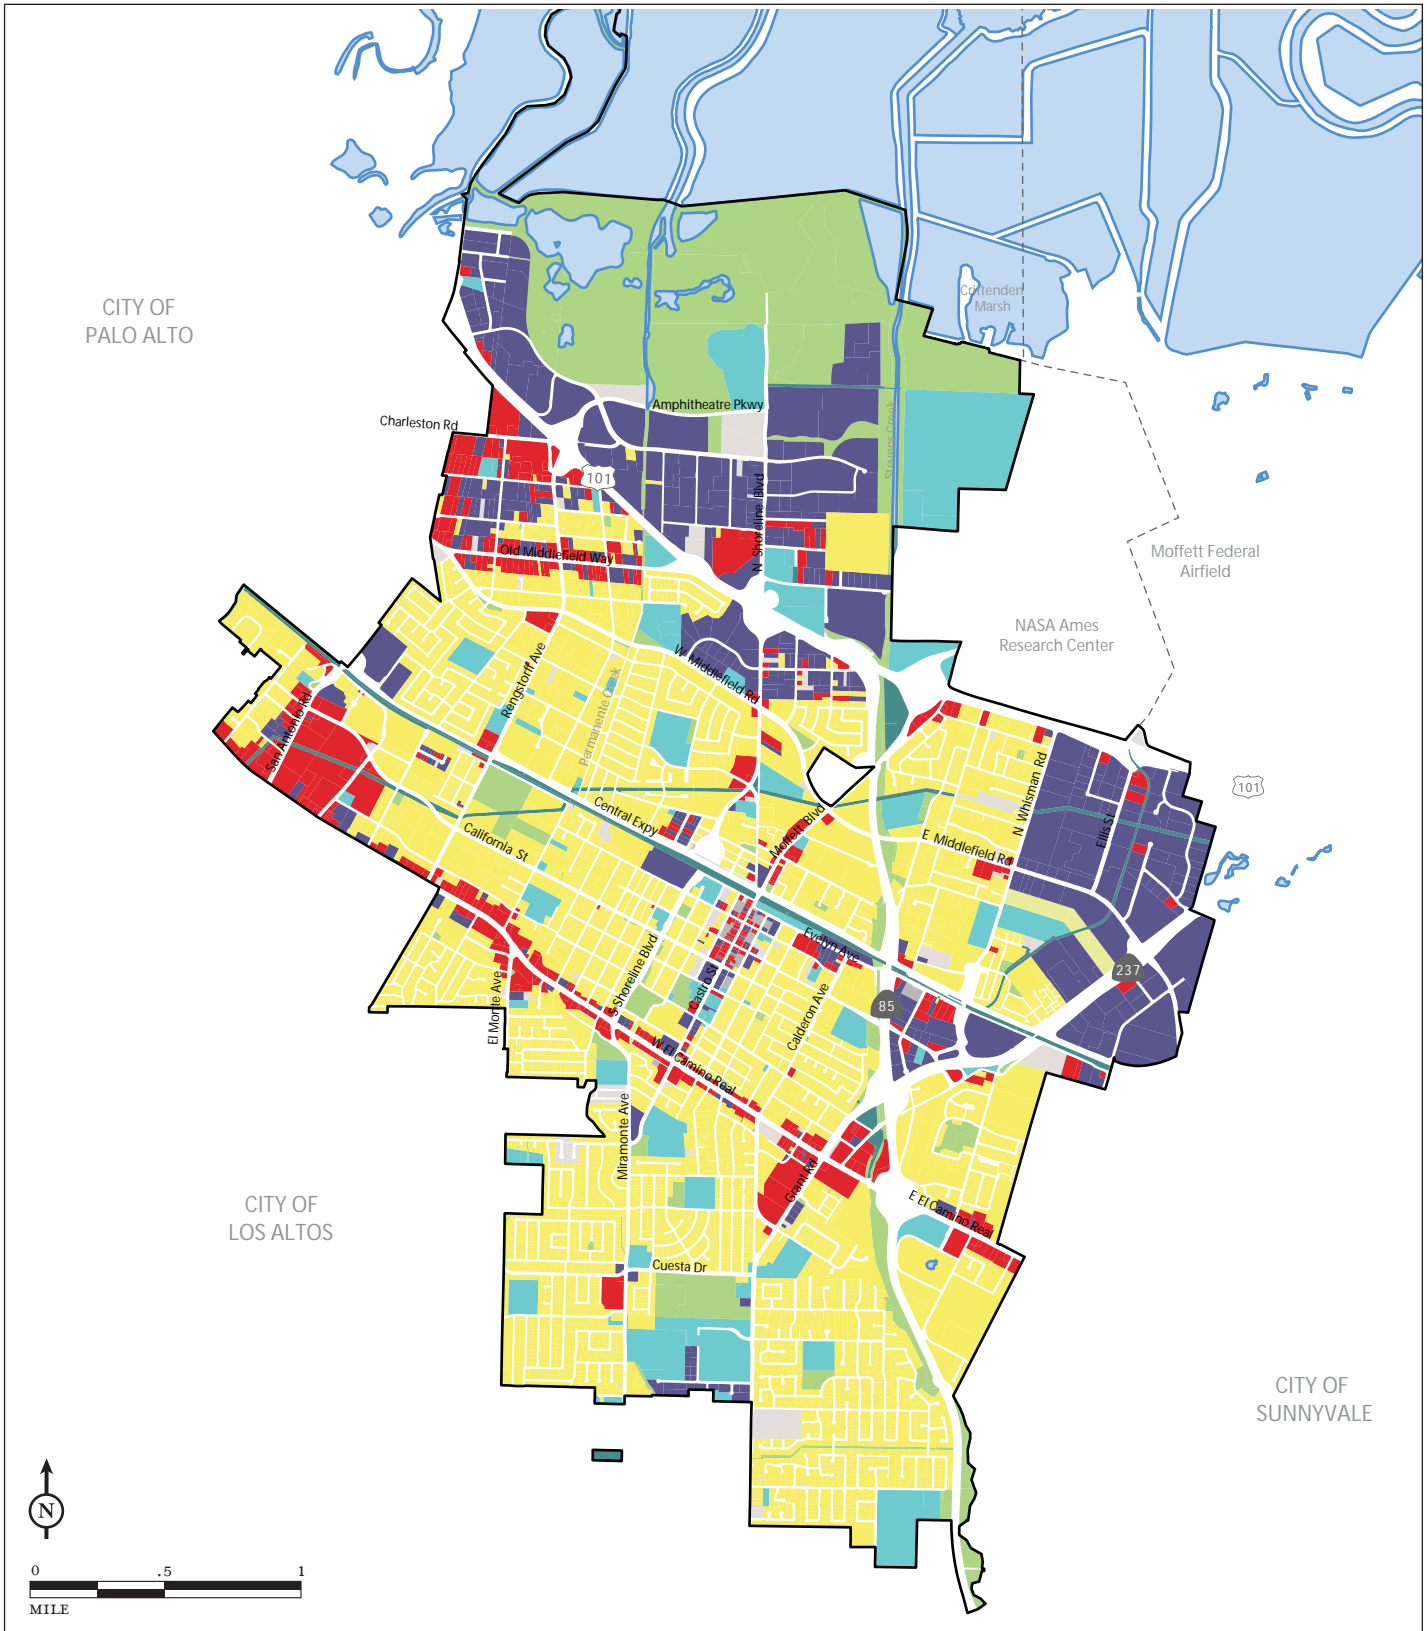 Crittenden
Marsh
CITY OF
PALO ALTO
Amphitheatre Pkwy
Charleston Rd
Stevens Creek
101
N Shoreline Blvd
Old Middlefield Way
Moffett Federal
Airfield
NASA Ames
Research Center
Rengstorff Ave
W Middlefield Rd
Permanente Creek
San Antonio Rd
N Whisman Rd
101
Central Expy
Moffett Blvd
Ellis St
California St
E Middlefield Rd
Evelyn Ave
S Shoreline Blvd
Castro St
237
El Monte Ave
Calderon Ave
85
W El Camino Real
Miramonte Ave
Grant Rd
CITY OF
LOS ALTOS
E El Camino Real
Cuesta Dr
CITY OF
SUNNYVALE
N
0 .5 1
MILE